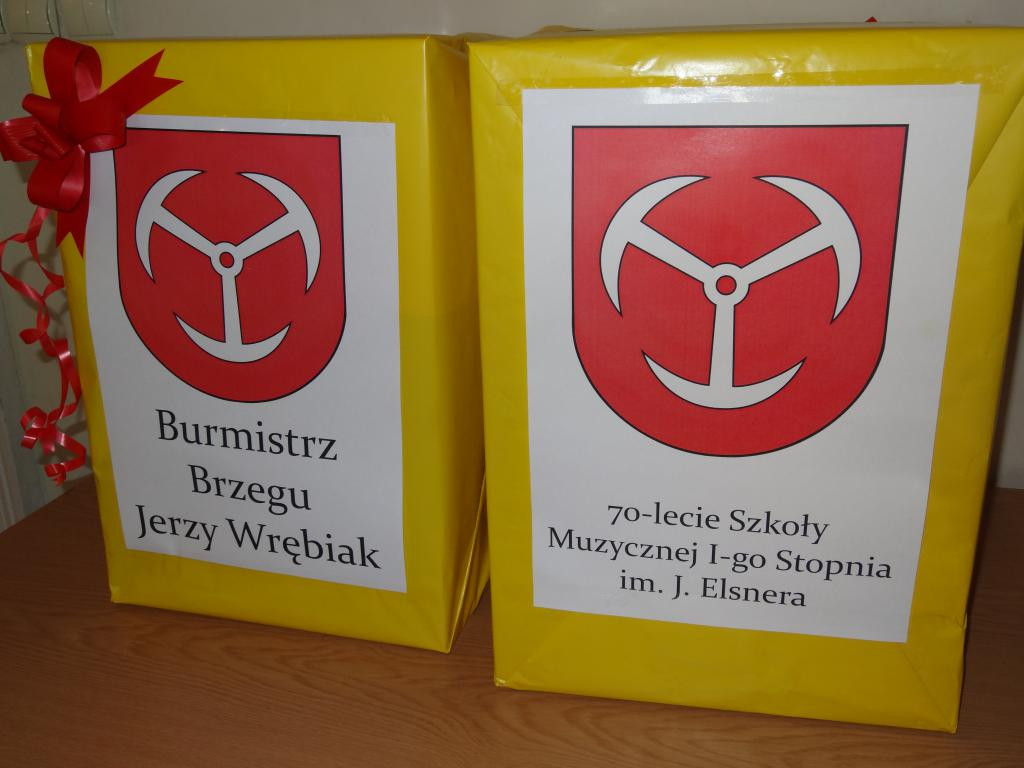 Burmistrz
Brzegu
Jerzy Wrębiak
70-lecie Szkoły
Muzycznej I-go Stopnia
im. J. Elsnera